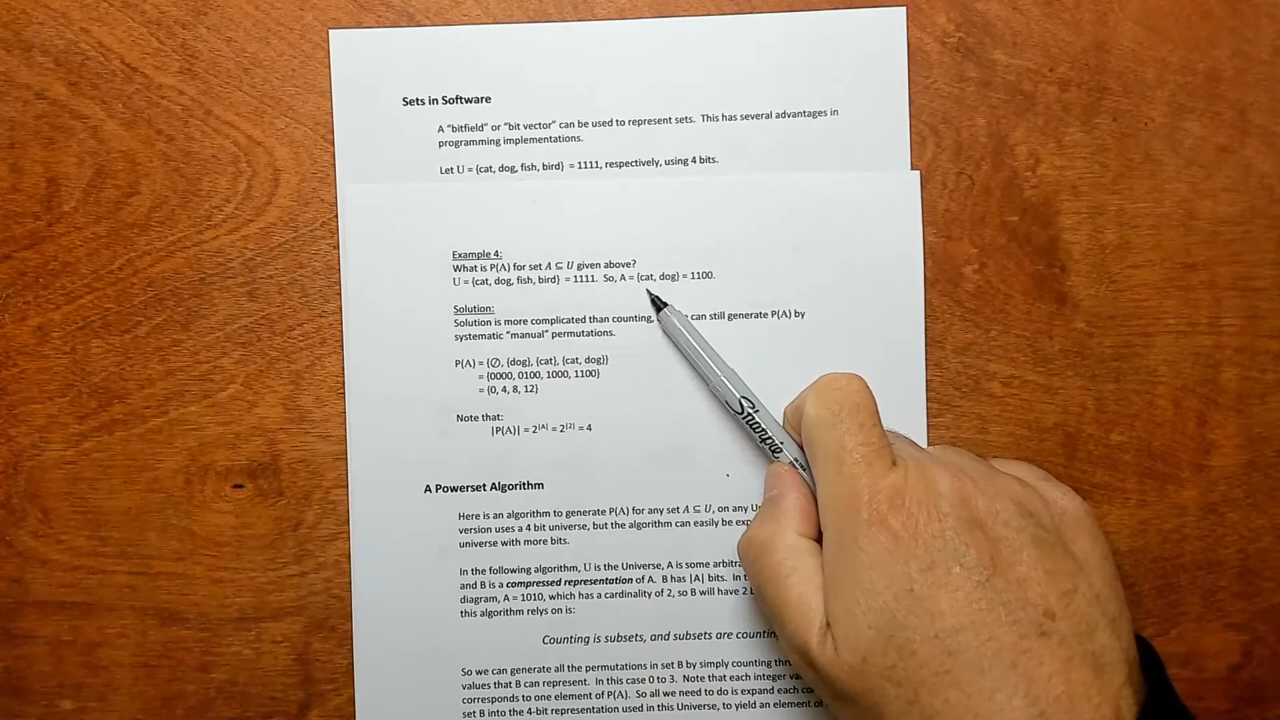 Sets in Software
A "bitfield" or "bit vector" can be used to represent sets. This has several advantages in
programming implementations.
Let U = {cat, dog, fish, bird} = 1111, respectively, using 4 bits.
Example 4:
What is P(A) for set A ⊆ U given above?
U = {cat, dog, fish, bird} = 1111. So, A = {cat, dog} = 1100.
Solution:
Solution is more complicated than counting, can still generate P(A) by
systematic "manual" permutations.
P(A) = {∅, {dog}, {cat}, {cat, dog}}
= {0000, 0100, 1000, 1100}
= {0, 4, 8, 12}
Note that:
|P(A)| = 2^|A| = 2^|2| = 4
A Powerset Algorithm
Here is an algorithm to generate P(A) for any set A ⊆ U, on any
version uses a 4 bit universe, but the algorithm can easily be
universe with more bits.
In the following algorithm, U is the Universe, A is some
and B is a compressed representation of A. B has |A| bits.
diagram, A = 1010, which has a cardinality of 2, so B will have 2
this algorithm relies on is:
Counting is subsets, and subsets are
So we can generate all the permutations in set B by simply counting
values that B can represent. In this case 0 to 3. Note that each integer
corresponds to one element of P(A). So all we need to do is expand each
set B into the 4-bit representation used in this Universe, to yield an element of
Sharpie